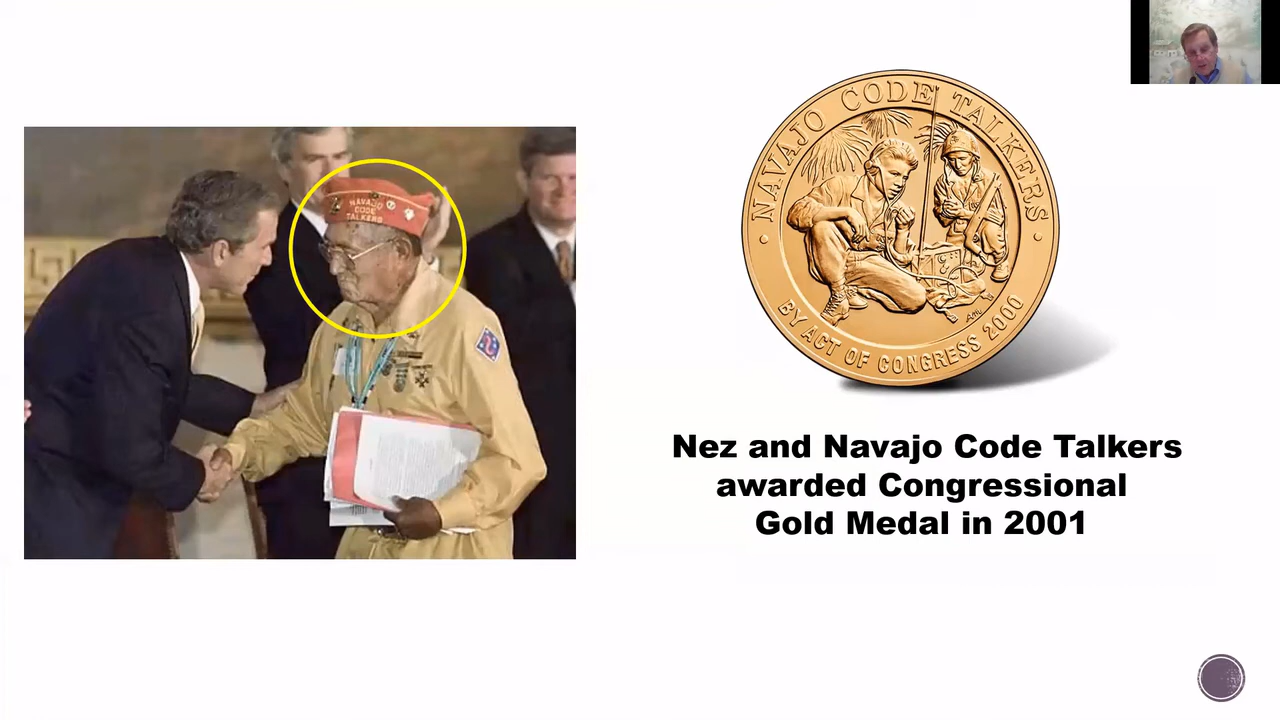 NAVAJO
CODE
TALKERS
NAVAJO CODE TALKERS
BY ACT OF CONGRESS 2000
AM
Nez and Navajo Code Talkers
awarded Congressional
Gold Medal in 2001